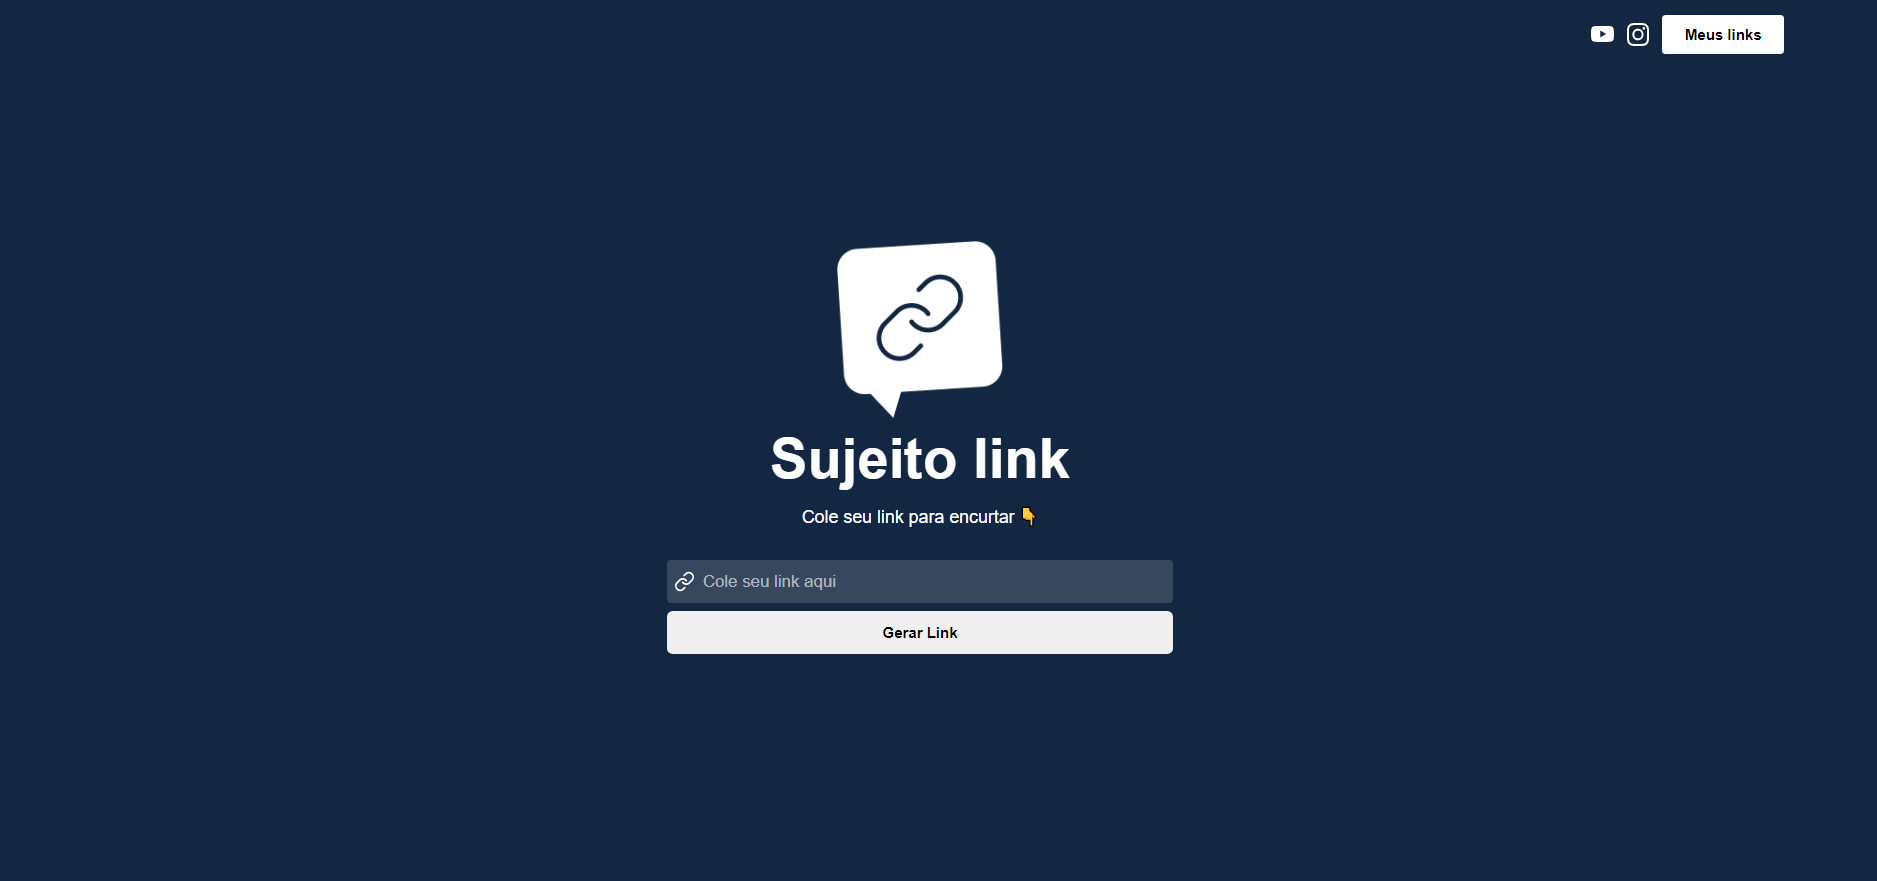 Meus links
Sujeito link
Cole seu link para encurtar 👇
Cole seu link aqui
Gerar Link